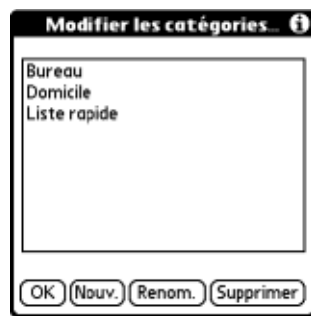 Modifier les catégories...
Bureau
Domicile
Liste rapide
OK Nouv. Renom. Supprimer